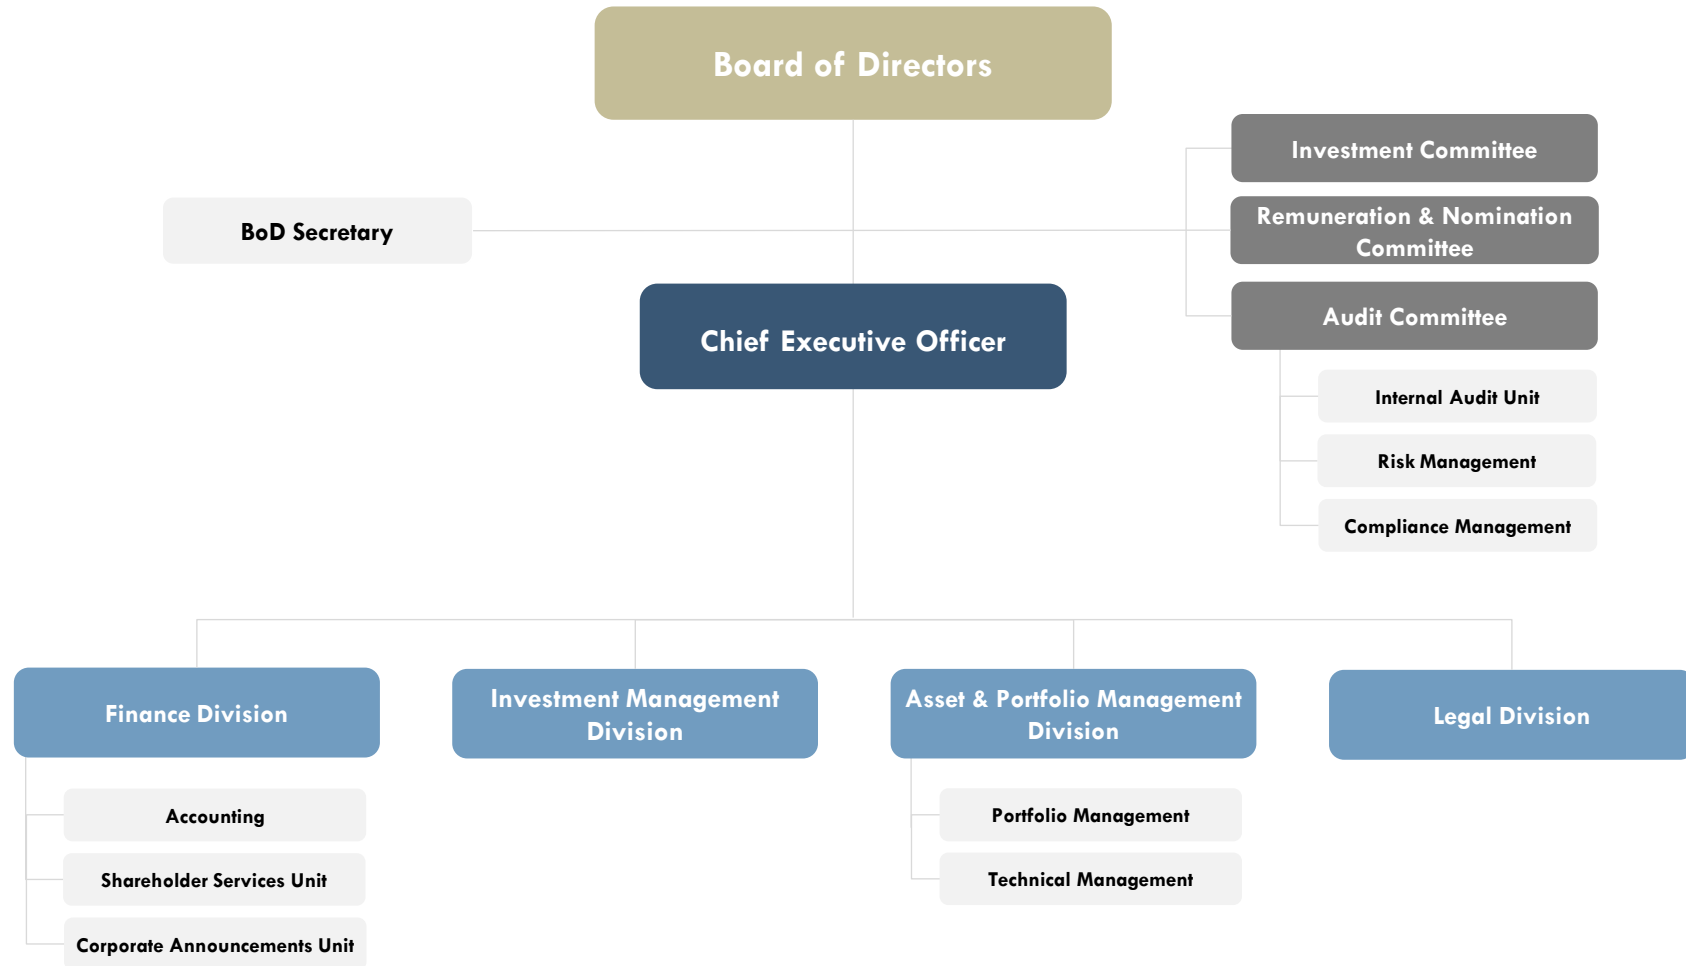 Board of Directors
Investment Committee
Remuneration & Nomination
Committee
BoD Secretary
Audit Committee
Chief Executive Officer
Internal Audit Unit
Risk Management
Compliance Management
Finance Division
Investment Management
Division
Asset & Portfolio Management
Division
Legal Division
Accounting
Shareholder Services Unit
Corporate Announcements Unit
Portfolio Management
Technical Management